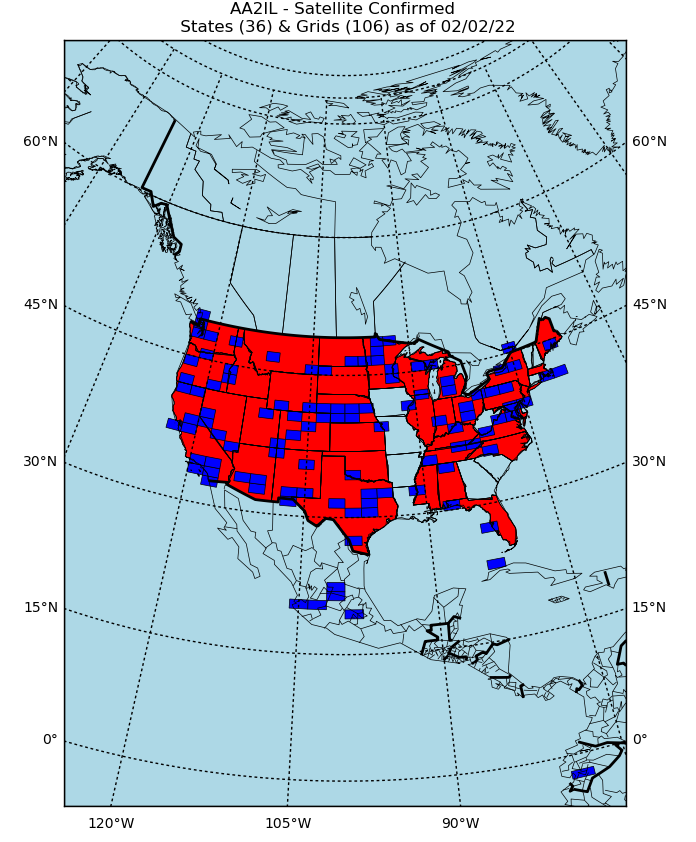 AA2IL - Satellite Confirmed
States (36) & Grids (106) as of 02/02/22
60°N
60°N
45°N
45°N
30°N
30°N
15°N
15°N
0°
0°
120°W
105°W
90°W